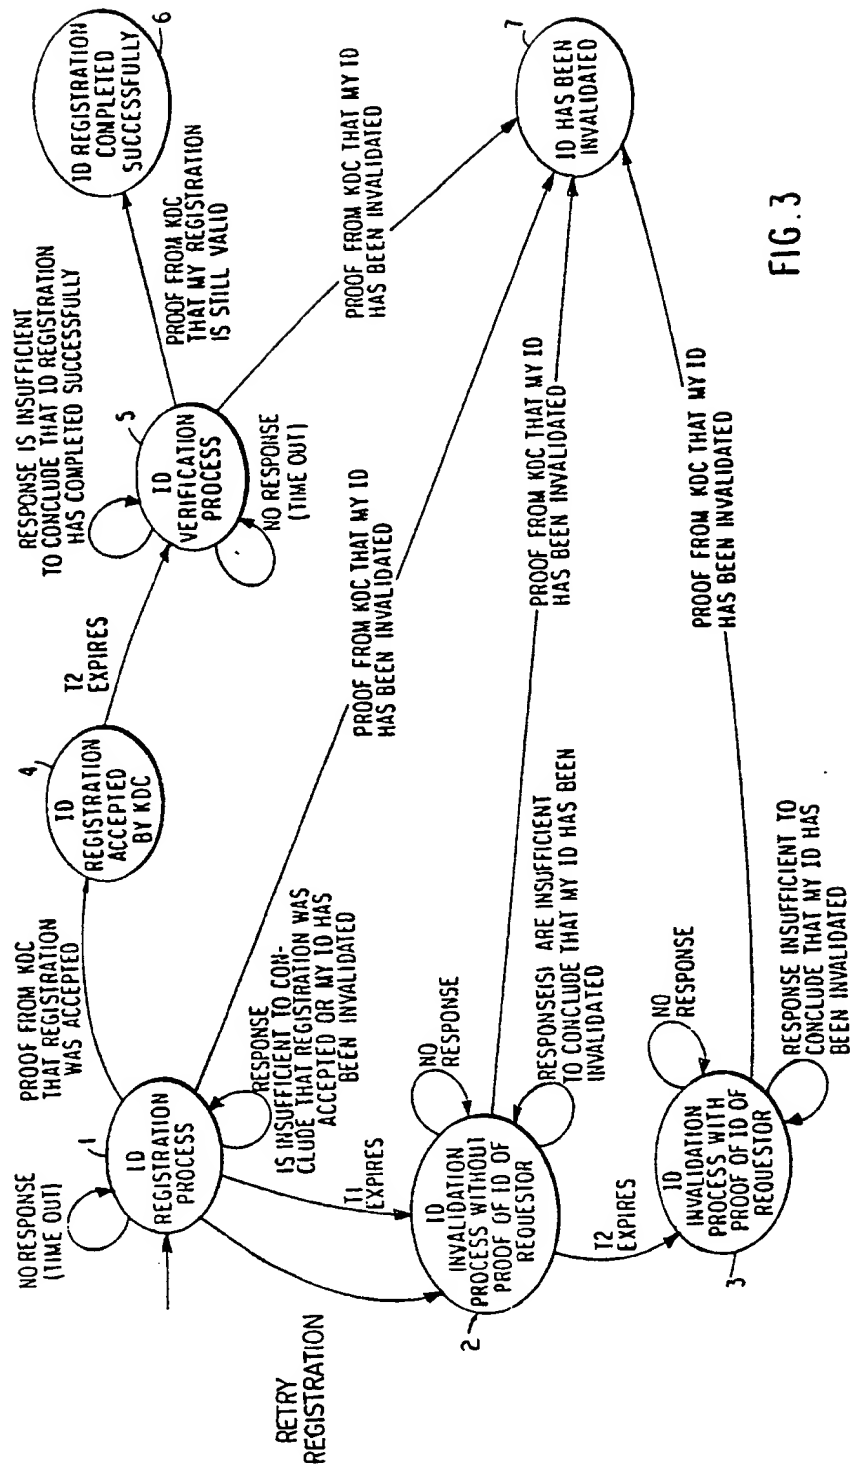 NO RESPONSE
(TIME OUT)
1
ID
REGISTRATION
PROCESS
PROOF FROM KDC
THAT REGISTRATION
WAS ACCEPTED
4
ID
REGISTRATION
ACCEPTED
BY KDC
T2
EXPIRES
RESPONSE IS INSUFFICIENT
TO CONCLUDE THAT ID REGISTRATION
HAS COMPLETED SUCCESSFULLY
5
ID
VERIFICATION
PROCESS
NO RESPONSE
(TIME OUT)
PROOF FROM KDC
THAT MY REGISTRATION
IS STILL VALID
6
ID REGISTRATION
COMPLETED
SUCCESSFULLY
PROOF FROM KDC THAT MY ID
HAS BEEN INVALIDATED
7
ID HAS BEEN
INVALIDATED
RESPONSE
IS INSUFFICIENT TO CON-
CLUDE THAT REGISTRATION WAS
ACCEPTED OR MY ID HAS
BEEN INVALIDATED
PROOF FROM KDC THAT MY ID
HAS BEEN INVALIDATED
RETRY
REGISTRATION
T1
EXPIRES
2
ID
INVALIDATION
PROCESS WITHOUT
PROOF OF ID OF
REQUESTOR
NO
RESPONSE
RESPONSE(S) ARE INSUFFICIENT
TO CONCLUDE THAT MY ID HAS BEEN
INVALIDATED
PROOF FROM KDC THAT MY ID
HAS BEEN INVALIDATED
T2
EXPIRES
3
ID
INVALIDATION
PROCESS WITH
PROOF OF ID OF
REQUESTOR
NO
RESPONSE
RESPONSE INSUFFICIENT TO
CONCLUDE THAT MY ID HAS
BEEN INVALIDATED
PROOF FROM KDC THAT MY ID
HAS BEEN INVALIDATED
FIG.3